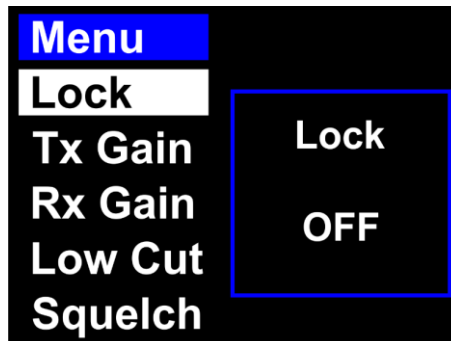 Menu
Lock
Tx Gain
Rx Gain
Low Cut
Squelch
Lock
OFF